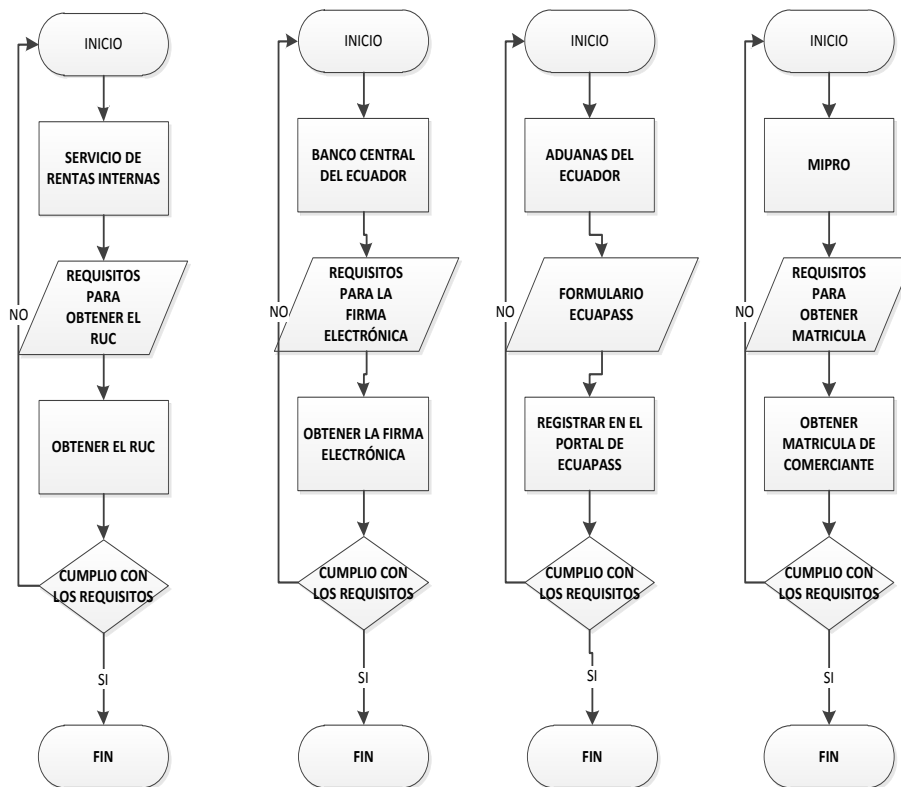 INICIO
SERVICIO DE
RENTAS INTERNAS
REQUISITOS
PARA
OBTENER EL
RUC
NO
OBTENER EL RUC
CUMPLIO CON
LOS REQUISITOS
SI
FIN
INICIO
BANCO CENTRAL
DEL ECUADOR
REQUISITOS
PARA LA
FIRMA
ELECTRÓNICA
NO
OBTENER LA FIRMA
ELECTRÓNICA
CUMPLIO CON
LOS REQUISITOS
SI
FIN
INICIO
ADUANAS DEL
ECUADOR
FORMULARIO
ECUAPASS
NO
REGISTRAR EN EL
PORTAL DE
ECUAPASS
CUMPLIO CON
LOS REQUISITOS
SI
FIN
INICIO
MIPRO
REQUISITOS
PARA
OBTENER
MATRICULA
NO
OBTENER
MATRICULA DE
COMERCIANTE
CUMPLIO CON
LOS REQUISITOS
SI
FIN